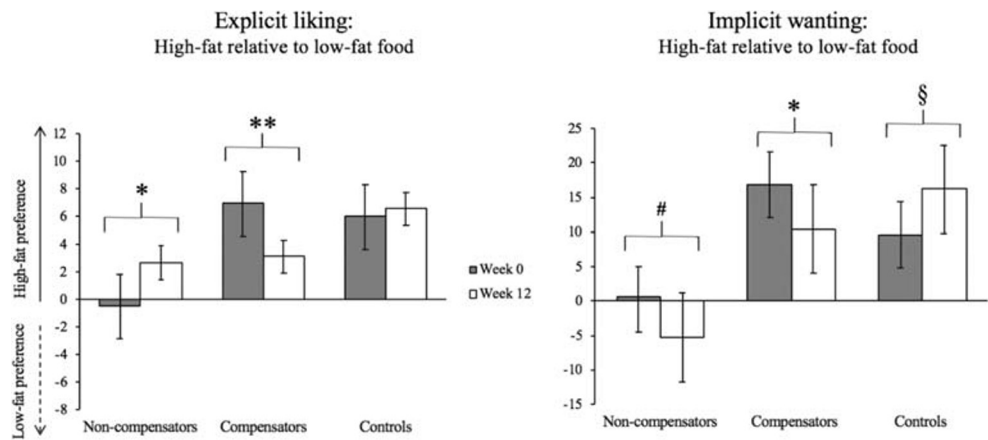 Explicit liking:
High-fat relative to low-fat food
High-fat preference
Low-fat preference
12
10
8
6
4
2
0
-2
-4
-6
-8
*
**
Non-compensators
Compensators
Controls
Week 0
Week 12
Implicit wanting:
High-fat relative to low-fat food
25
20
15
10
5
0
-5
-10
-15
#
*
§
Non-compensators
Compensators
Controls